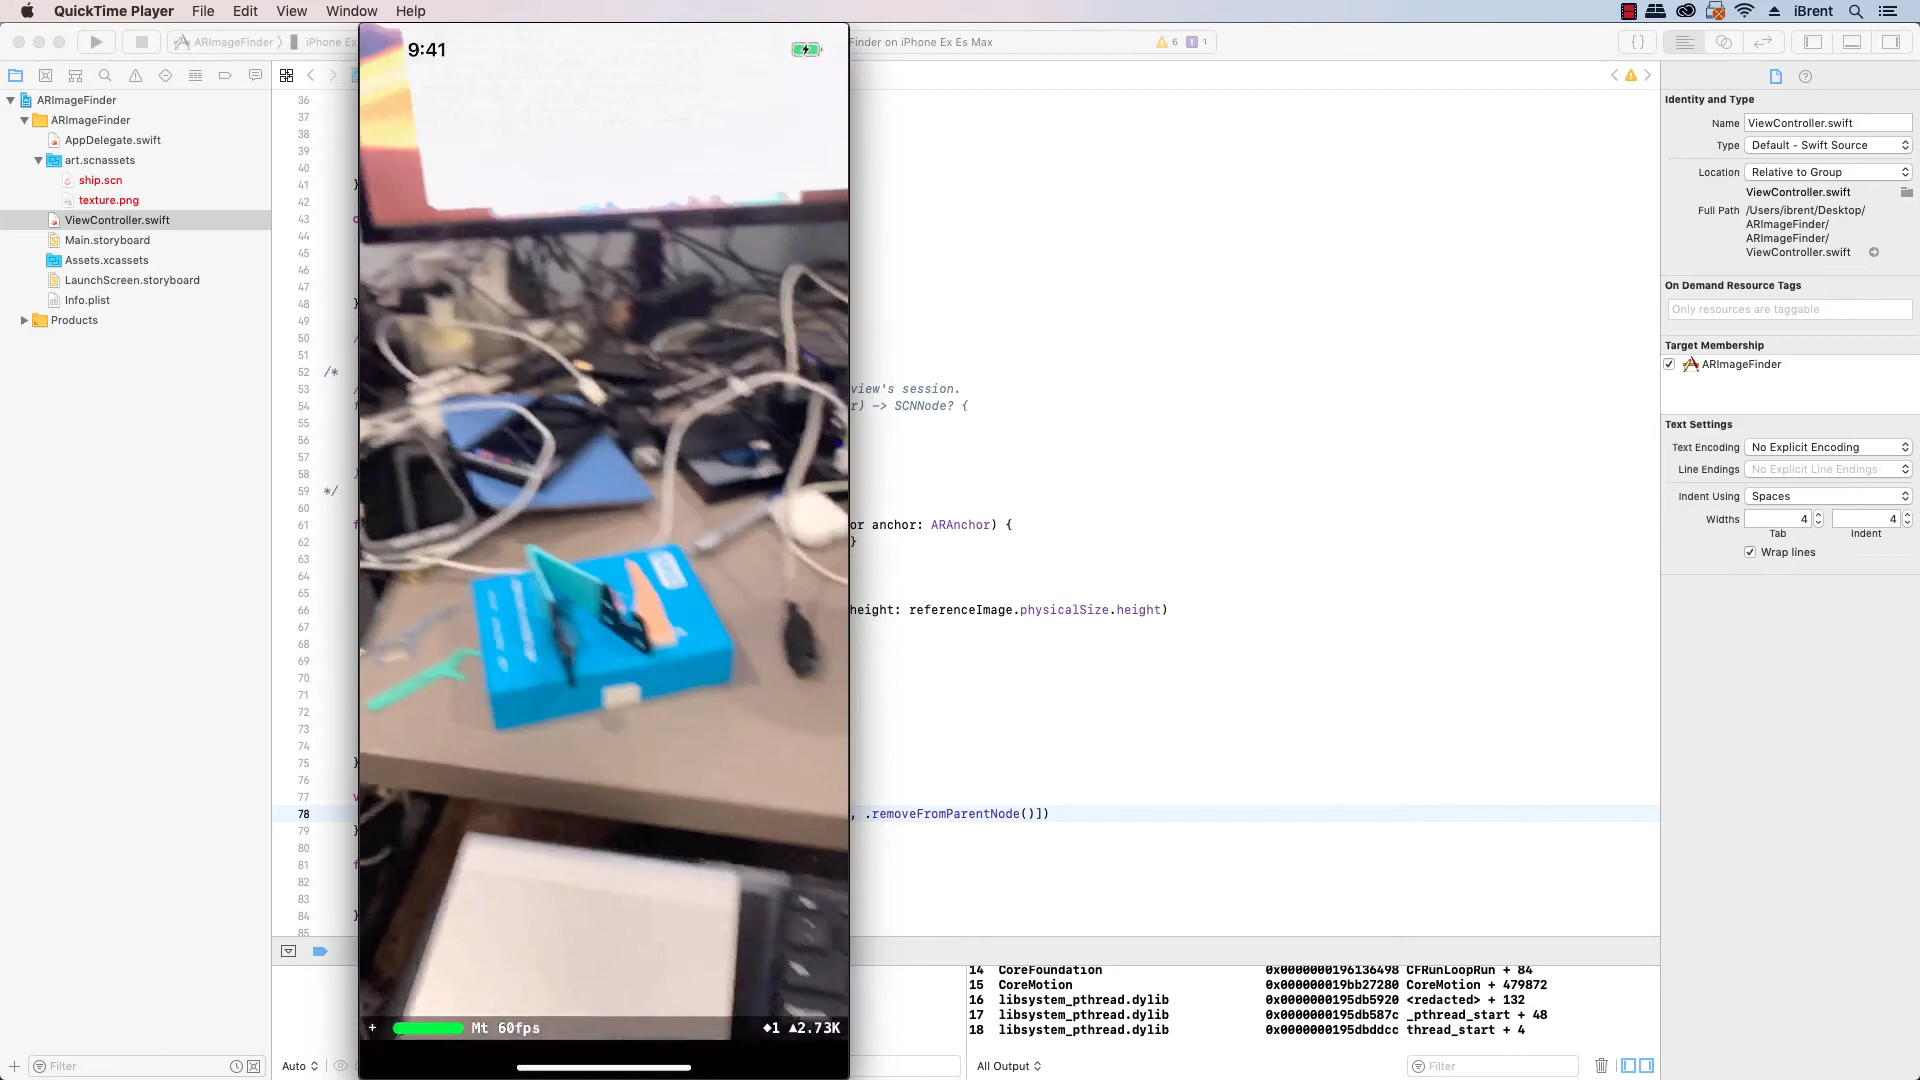 QuickTime Player File Edit View Window Help
iBrent
ARImageFinder
iPhone Ex
Finder on iPhone Ex Es Max
6
1
9:41
ARImageFinder
ARImageFinder
AppDelegate.swift
art.scnassets
ship.scn
texture.png
ViewController.swift
Main.storyboard
Assets.xcassets
LaunchScreen.storyboard
Info.plist
Products
36
37
38
39
40
41 }
42
43
44
45
46
47
48 }
49
50 /
51
52 /*
53 / view's session.
54 r) -> SCNNode? {
55
56
57
58 }
59 */
60
61 f or anchor: ARAnchor) {
62 }
63
64
65
66 height: referenceImage.physicalSize.height)
67
68
69
70
71
72
73
74
75 }
76
77 v
78 , .removeFromParentNode()])
79 }
80
81 f
82
83
84 }
85
+ Mt 60fps ◆1 ▲2.73K
14 CoreFoundation 0x0000000196136498 CFRunLoopRun + 84
15 CoreMotion 0x000000019bb27280 CoreMotion + 479872
16 libsystem_pthread.dylib 0x0000000195db5920 <redacted> + 132
17 libsystem_pthread.dylib 0x0000000195db587c _pthread_start + 48
18 libsystem_pthread.dylib 0x0000000195dbddcc thread_start + 4
Filter
Auto
All Output
Filter
Identity and Type
Name ViewController.swift
Type Default - Swift Source
Location Relative to Group
ViewController.swift
Full Path /Users/ibrent/Desktop/
ARImageFinder/
ARImageFinder/
ViewController.swift
On Demand Resource Tags
Only resources are taggable
Target Membership
ARImageFinder
Text Settings
Text Encoding No Explicit Encoding
Line Endings No Explicit Line Endings
Indent Using Spaces
Widths 4 4
Tab Indent
Wrap lines